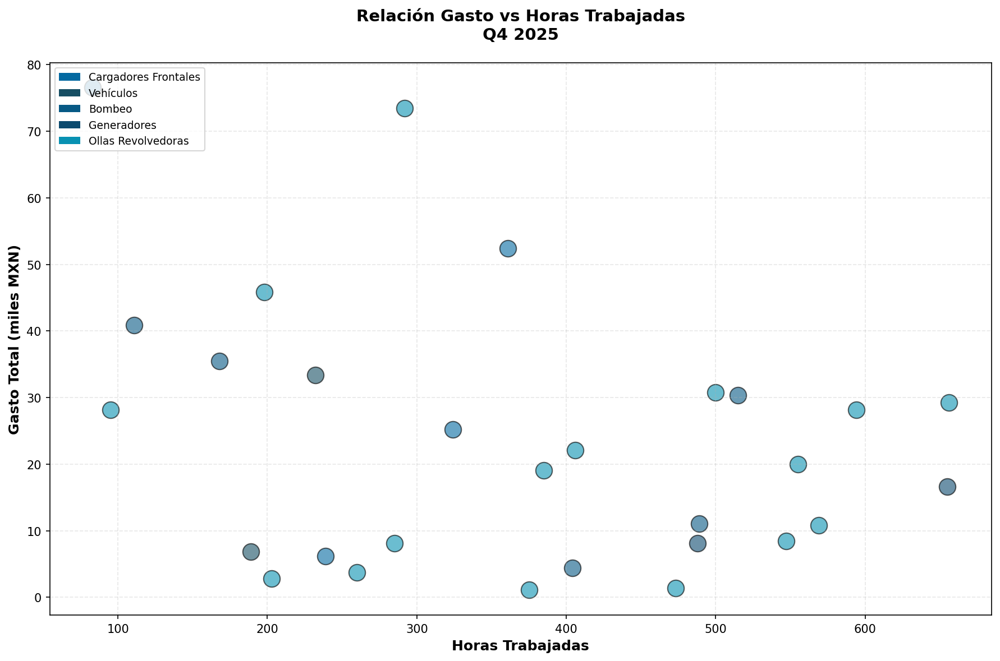 Relación Gasto vs Horas Trabajadas
Q4 2025
80
70
60
50
40
30
20
10
0
Gasto Total (miles MXN)
Cargadores Frontales
Vehículos
Bombeo
Generadores
Ollas Revolvedoras
100
200
300
400
500
600
Horas Trabajadas